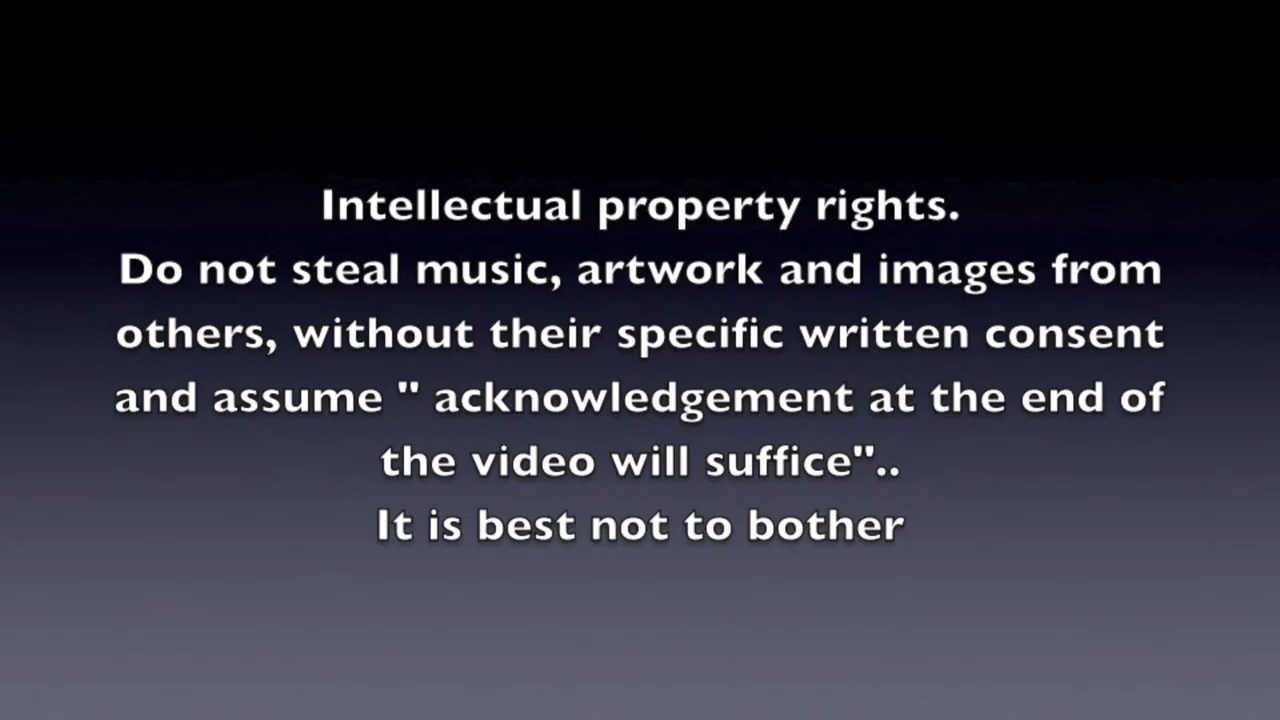 Intellectual property rights.
Do not steal music, artwork and images from
others, without their specific written consent
and assume " acknowledgement at the end of
the video will suffice"..
It is best not to bother